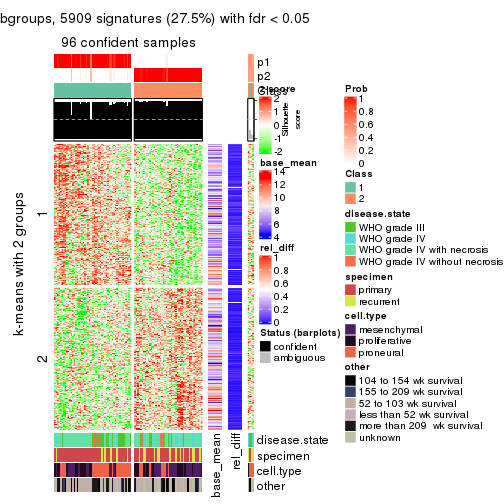 bgroups, 5909 signatures (27.5%) with fdr < 0.05
96 confident samples
p1
p2
Class
Silhouette
score
k-means with 2 groups
1
2
base_mean
rel_diff
disease.state
specimen
cell.type
other
Z-score
2
1
0
-1
-2
base_mean
14
12
10
8
6
4
rel_diff
1
0.8
0.6
0.4
0.2
0
Status (barplots)
confident
ambiguous
Prob
1
0.8
0.6
0.4
0.2
0
Class
1
2
disease.state
WHO grade III
WHO grade IV
WHO grade IV with necrosis
WHO grade IV without necrosis
specimen
primary
recurrent
cell.type
mesenchymal
proliferative
proneural
other
104 to 154 wk survival
155 to 209 wk survival
52 to 103 wk survival
less than 52 wk survival
more than 209  wk survival
unknown